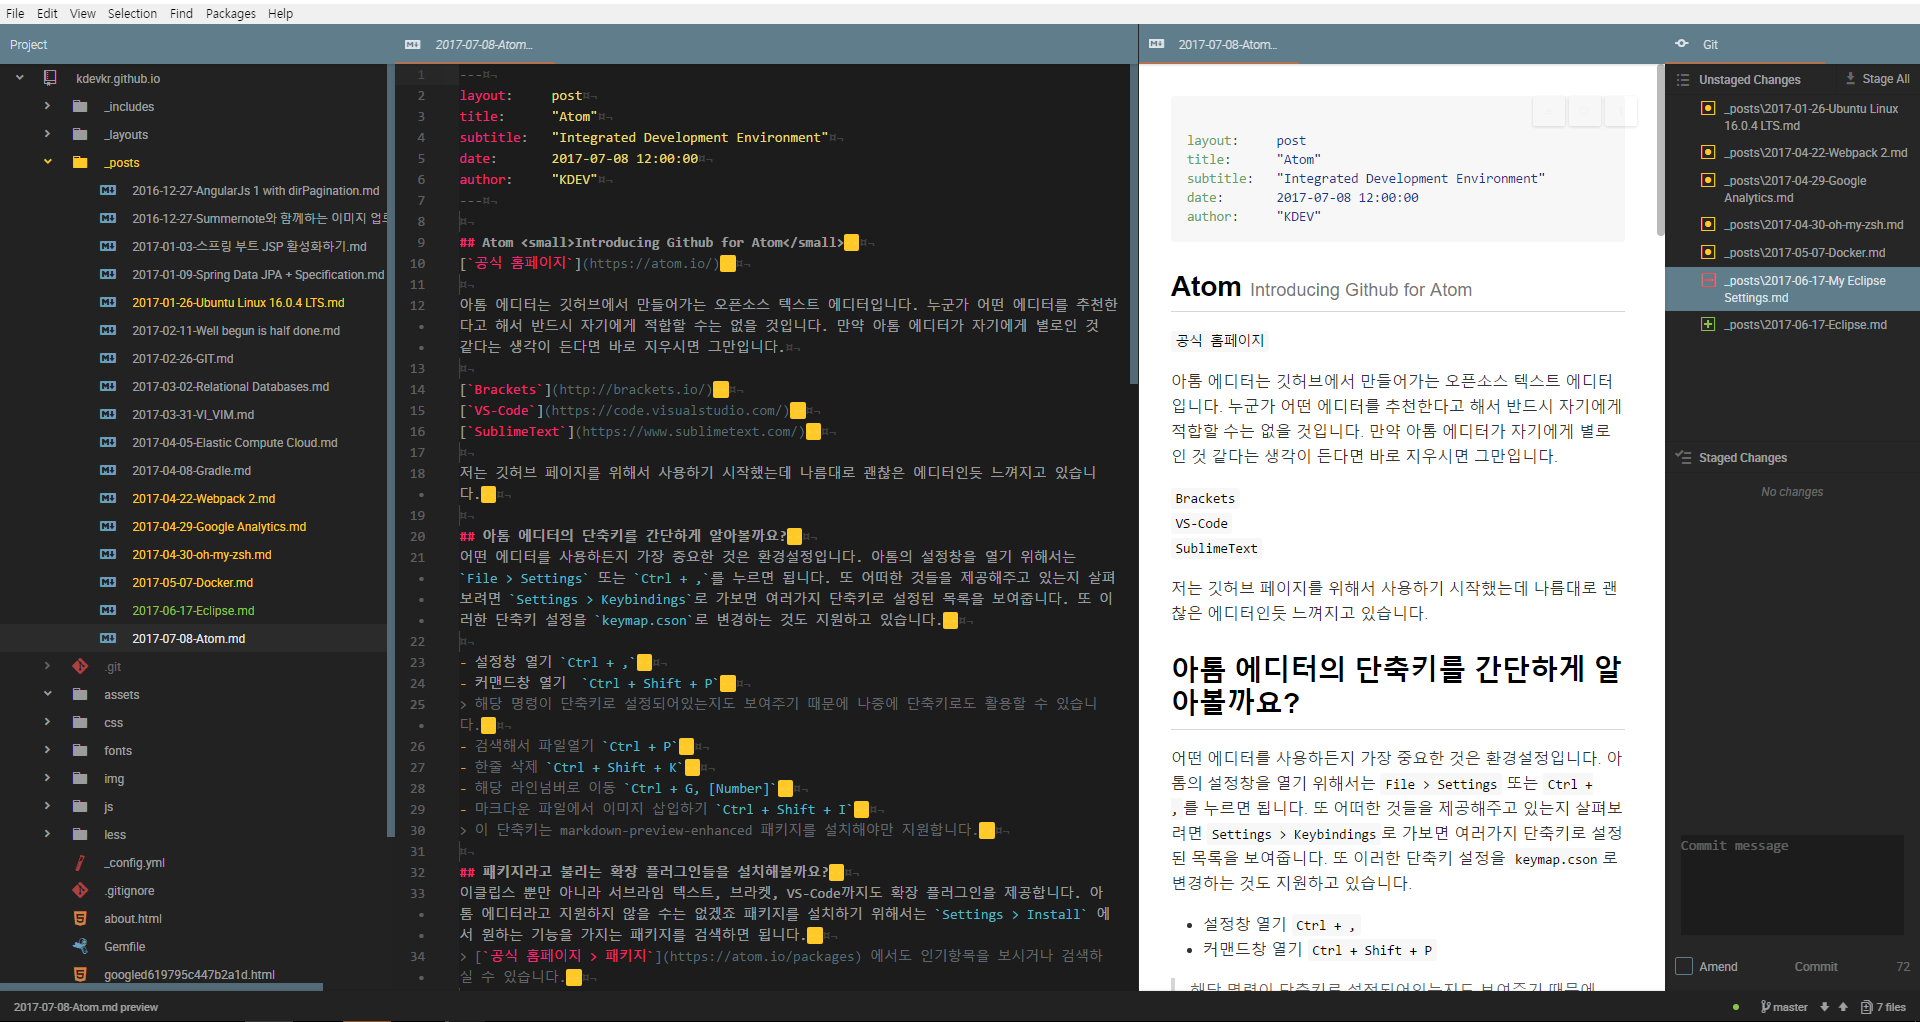 File Edit View Selection Find Packages Help
Project
kdevkr.github.io
_includes
_layouts
_posts
2016-12-27-AngularJs 1 with dirPagination.md
2016-12-27-Summernote와 함께하는 이미지 업로
2017-01-03-스프링 부트 JSP 활성화하기.md
2017-01-09-Spring Data JPA + Specification.md
2017-01-26-Ubuntu Linux 16.0.4 LTS.md
2017-02-11-Well begun is half done.md
2017-02-26-GIT.md
2017-03-02-Relational Databases.md
2017-03-31-VI_VIM.md
2017-04-05-Elastic Compute Cloud.md
2017-04-08-Gradle.md
2017-04-22-Webpack 2.md
2017-04-29-Google Analytics.md
2017-04-30-oh-my-zsh.md
2017-05-07-Docker.md
2017-06-17-Eclipse.md
2017-07-08-Atom.md
.git
assets
css
fonts
img
js
less
_config.yml
.gitignore
about.html
Gemfile
googled619795c447b2a1d.html
2017-07-08-Atom...
1 ---¤¬
2 layout: post¤¬
3 title: "Atom"¤¬
4 subtitle: "Integrated Development Environment"¤¬
5 date: 2017-07-08 12:00:00¤¬
6 author: "KDEV"¤¬
7 ---¤¬
8 ¤¬
9 ## Atom <small>Introducing Github for Atom</small> ¤¬
10 [`공식 홈페이지`](https://atom.io/) ¤¬
11 ¤¬
12 아톰 에디터는 깃허브에서 만들어가는 오픈소스 텍스트 에디터입니다. 누군가 어떤 에디터를 추천한
• 다고 해서 반드시 자기에게 적합할 수는 없을 것입니다. 만약 아톰 에디터가 자기에게 별로인 것
• 같다는 생각이 든다면 바로 지우시면 그만입니다.¤¬
13 ¤¬
14 [`Brackets`](http://brackets.io/) ¤¬
15 [`VS-Code`](https://code.visualstudio.com/) ¤¬
16 [`SublimeText`](https://www.sublimetext.com/) ¤¬
17 ¤¬
18 저는 깃허브 페이지를 위해서 사용하기 시작했는데 나름대로 괜찮은 에디터인듯 느껴지고 있습니
• 다. ¤¬
19 ¤¬
20 ## 아톰 에디터의 단축키를 간단하게 알아볼까요? ¤¬
21 어떤 에디터를 사용하든지 가장 중요한 것은 환경설정입니다. 아톰의 설정창을 열기 위해서는
• `File > Settings` 또는 `Ctrl + ,`를 누르면 됩니다. 또 어떠한 것들을 제공해주고 있는지 살펴
• 보려면 `Settings > Keybindings`로 가보면 여러가지 단축키로 설정된 목록을 보여줍니다. 또 이
• 러한 단축키 설정을 `keymap.cson`로 변경하는 것도 지원하고 있습니다. ¤¬
22 ¤¬
23 - 설정창 열기 `Ctrl + ,` ¤¬
24 - 커맨드창 열기 `Ctrl + Shift + P` ¤¬
25 > 해당 명령이 단축키로 설정되어있는지도 보여주기 때문에 나중에 단축키로도 활용할 수 있습니
• 다. ¤¬
26 - 검색해서 파일열기 `Ctrl + P` ¤¬
27 - 한줄 삭제 `Ctrl + Shift + K` ¤¬
28 - 해당 라인넘버로 이동 `Ctrl + G, [Number]` ¤¬
29 - 마크다운 파일에서 이미지 삽입하기 `Ctrl + Shift + I` ¤¬
30 > 이 단축키는 markdown-preview-enhanced 패키지를 설치해야만 지원합니다. ¤¬
31 ¤¬
32 ## 패키지라고 불리는 확장 플러그인들을 설치해볼까요? ¤¬
33 이클립스 뿐만 아니라 서브라임 텍스트, 브라켓, VS-Code까지도 확장 플러그인을 제공합니다. 아
• 톰 에디터라고 지원하지 않을 수는 없겠죠 패키지를 설치하기 위해서는 `Settings > Install` 에
• 서 원하는 기능을 가지는 패키지를 검색하면 됩니다. ¤¬
34 > [`공식 홈페이지 > 패키지`](https://atom.io/packages) 에서도 인기항목을 보시거나 검색하
• 실 수 있습니다. ¤¬
2017-07-08-Atom...
layout: post
title: "Atom"
subtitle: "Integrated Development Environment"
date: 2017-07-08 12:00:00
author: "KDEV"
Atom Introducing Github for Atom
공식 홈페이지
아톰 에디터는 깃허브에서 만들어가는 오픈소스 텍스트 에디터
입니다. 누군가 어떤 에디터를 추천한다고 해서 반드시 자기에게
적합할 수는 없을 것입니다. 만약 아톰 에디터가 자기에게 별로
인 것 같다는 생각이 든다면 바로 지우시면 그만입니다.
Brackets
VS-Code
SublimeText
저는 깃허브 페이지를 위해서 사용하기 시작했는데 나름대로 괜
찮은 에디터인듯 느껴지고 있습니다.
아톰 에디터의 단축키를 간단하게 알
아볼까요?
어떤 에디터를 사용하든지 가장 중요한 것은 환경설정입니다. 아
톰의 설정창을 열기 위해서는 File > Settings 또는 Ctrl +
, 를 누르면 됩니다. 또 어떠한 것들을 제공해주고 있는지 살펴보
려면 Settings > Keybindings 로 가보면 여러가지 단축키로 설정
된 목록을 보여줍니다. 또 이러한 단축키 설정을 keymap.cson 로
변경하는 것도 지원하고 있습니다.
• 설정창 열기 Ctrl + ,
• 커맨드창 열기 Ctrl + Shift + P
해당 명령이 단축키로 설정되어있는지도 보여주기 때문에
Git
Unstaged Changes Stage All
_posts\2017-01-26-Ubuntu Linux
16.0.4 LTS.md
_posts\2017-04-22-Webpack 2.md
_posts\2017-04-29-Google
Analytics.md
_posts\2017-04-30-oh-my-zsh.md
_posts\2017-05-07-Docker.md
_posts\2017-06-17-My Eclipse
Settings.md
_posts\2017-06-17-Eclipse.md
Staged Changes
No changes
Commit message
Amend Commit 72
2017-07-08-Atom.md preview
master 7 files